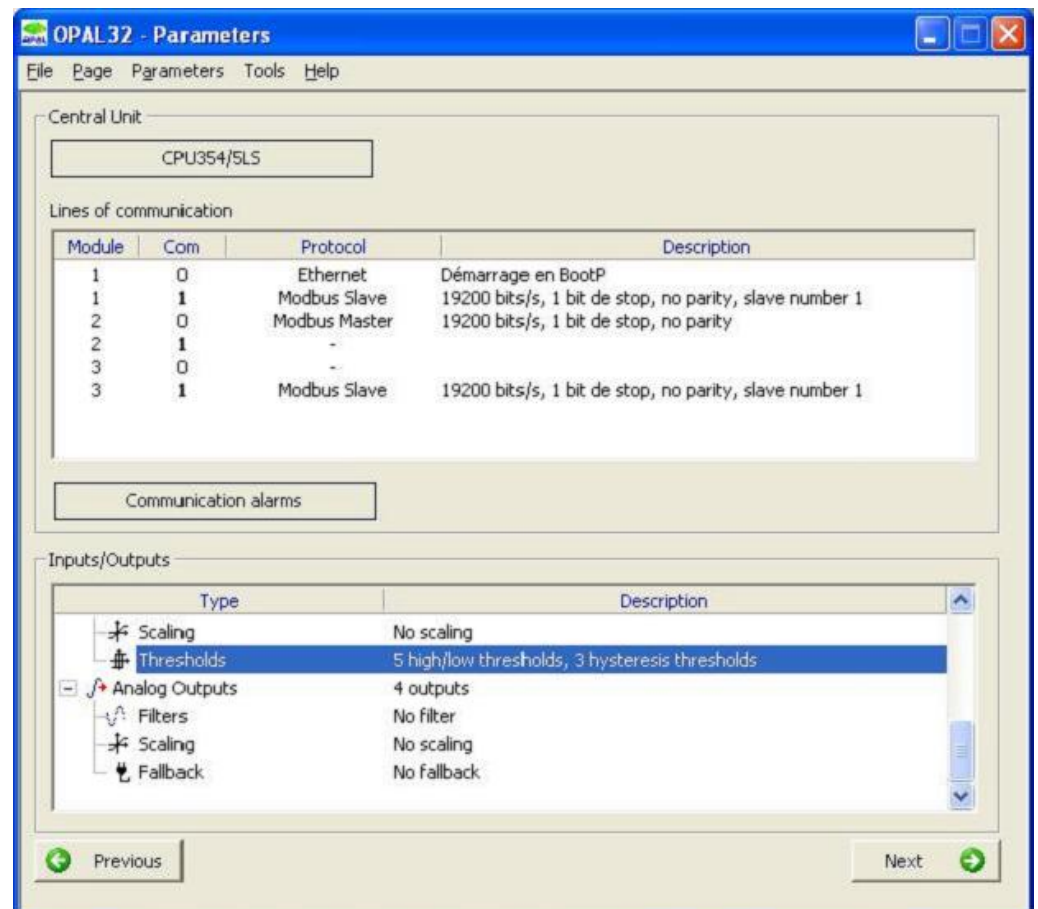 OPAL32 - Parameters
File Page Parameters Tools Help
Central Unit
CPU354/5LS
Lines of communication
Module Com Protocol Description
1 0 Ethernet Démarrage en BootP
1 1 Modbus Slave 19200 bits/s, 1 bit de stop, no parity, slave number 1
2 0 Modbus Master 19200 bits/s, 1 bit de stop, no parity
2 1 -
3 0 -
3 1 Modbus Slave 19200 bits/s, 1 bit de stop, no parity, slave number 1
Communication alarms
Inputs/Outputs
Type Description
Scaling No scaling
Thresholds 5 high/low thresholds, 3 hysteresis thresholds
Analog Outputs 4 outputs
Filters No filter
Scaling No scaling
Fallback No fallback
Previous Next